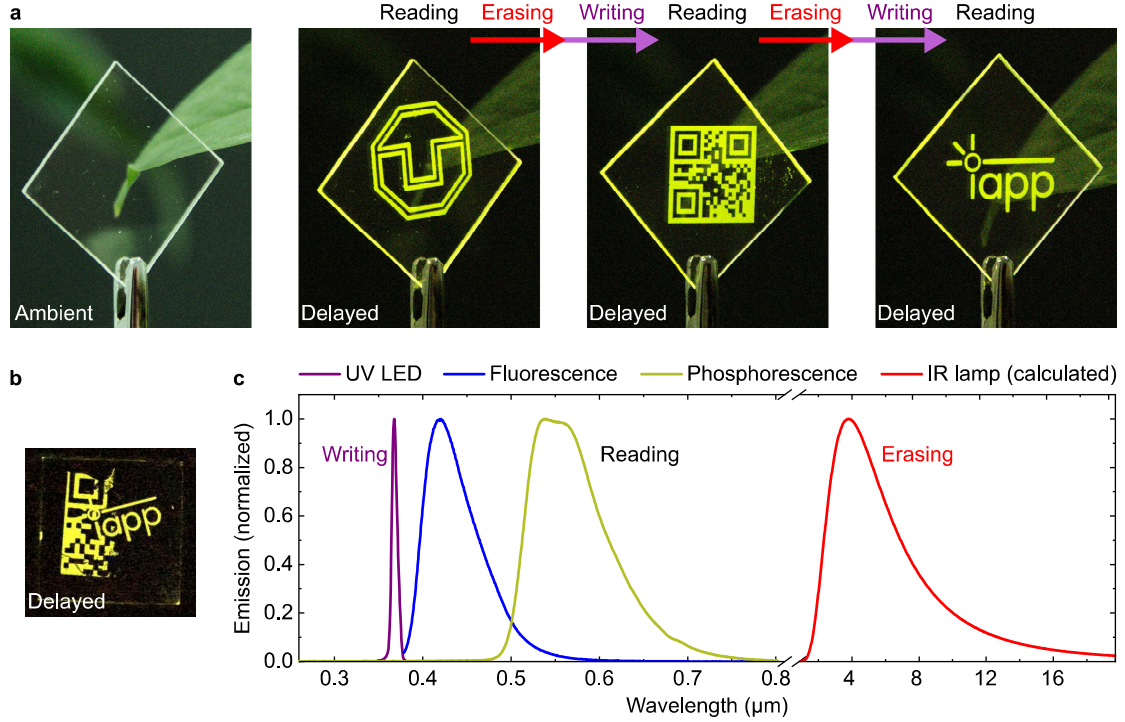 a
Reading Erasing Writing Reading Erasing Writing Reading
Ambient
Delayed
Delayed
iapp
Delayed
b
iapp
Delayed
c
UV LED Fluorescence Phosphorescence IR lamp (calculated)
Writing
Reading
Erasing
Emission (normalized)
1.0
0.8
0.6
0.4
0.2
0.0
0.3 0.4 0.5 0.6 0.7 0.8 4 8 12 16
Wavelength (μm)